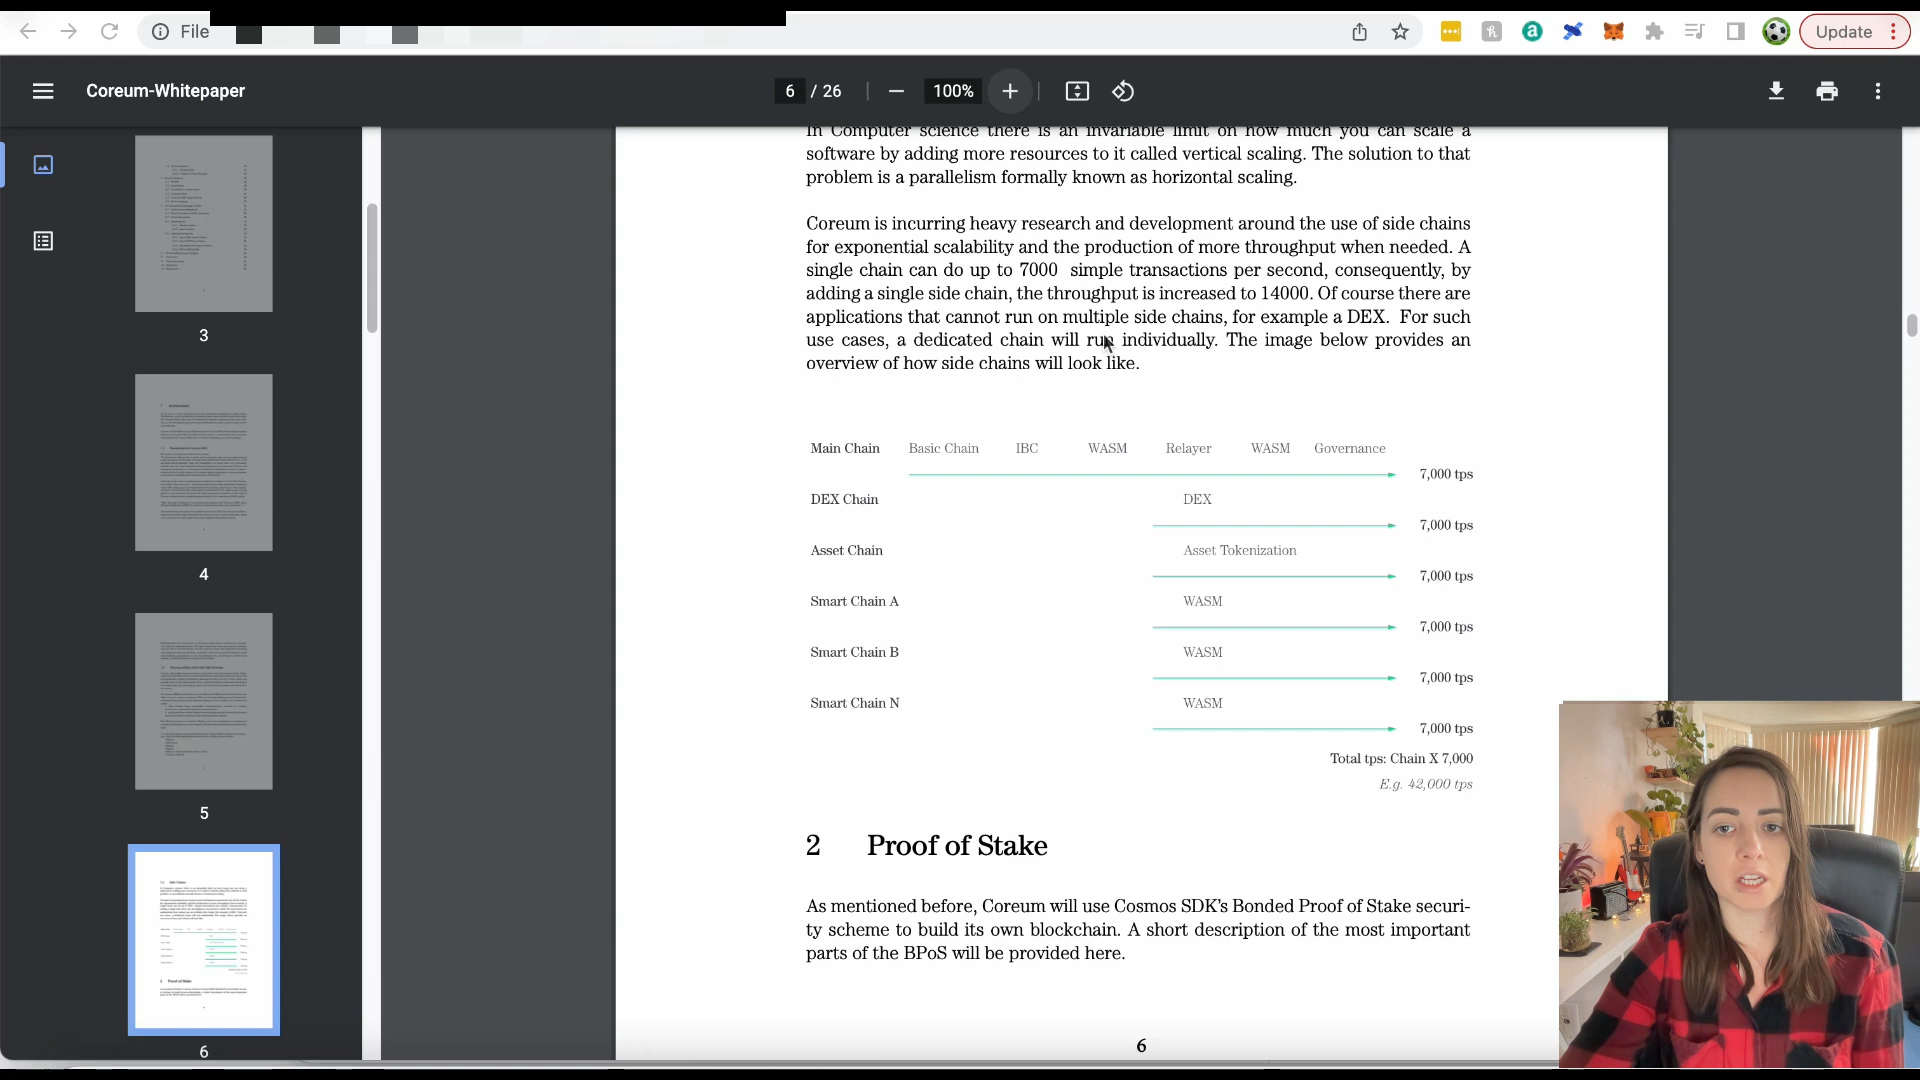 File
Update
Coreum-Whitepaper
6 / 26
100%
3
4
5
6
In Computer science there is an invariable limit on how much you can scale a
software by adding more resources to it called vertical scaling. The solution to that
problem is a parallelism formally known as horizontal scaling.
Coreum is incurring heavy research and development around the use of side chains
for exponential scalability and the production of more throughput when needed. A
single chain can do up to 7000 simple transactions per second, consequently, by
adding a single side chain, the throughput is increased to 14000. Of course there are
applications that cannot run on multiple side chains, for example a DEX. For such
use cases, a dedicated chain will run individually. The image below provides an
overview of how side chains will look like.
Main Chain Basic Chain IBC WASM Relayer WASM Governance
7,000 tps
DEX Chain DEX
7,000 tps
Asset Chain Asset Tokenization
7,000 tps
Smart Chain A WASM
7,000 tps
Smart Chain B WASM
7,000 tps
Smart Chain N WASM
7,000 tps
Total tps: Chain X 7,000
E.g. 42,000 tps
2 Proof of Stake
As mentioned before, Coreum will use Cosmos SDK's Bonded Proof of Stake securi-
ty scheme to build its own blockchain. A short description of the most important
parts of the BPoS will be provided here.
6